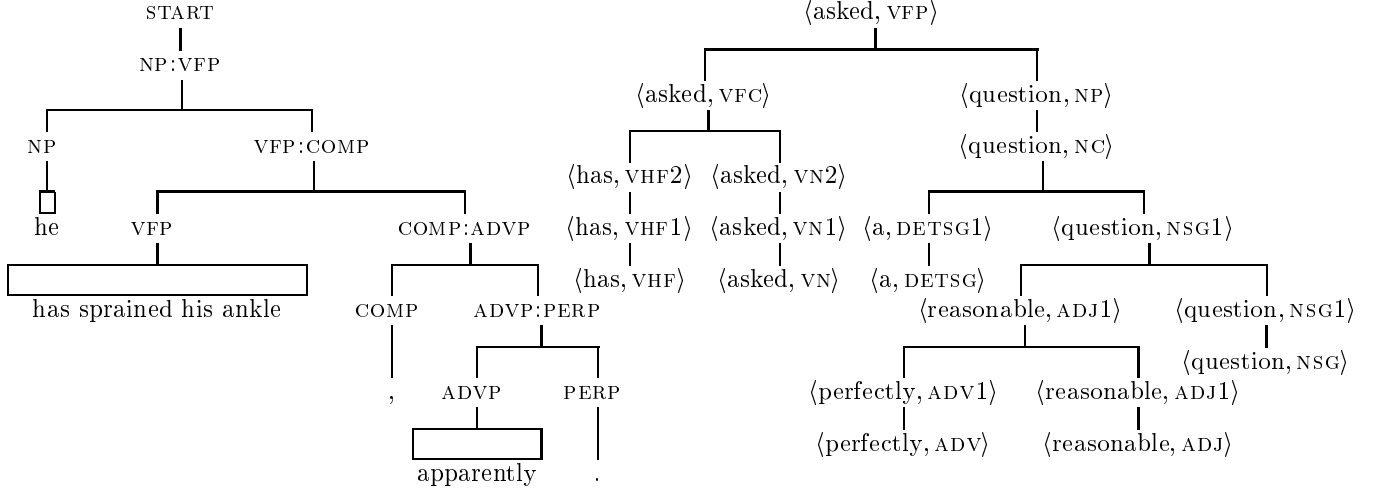 START
NP:VFP
NP VFP:COMP
he VFP COMP:ADVP
has sprained his ankle COMP ADVP:PERP
, ADVP PERP
apparently .
⟨asked, VFP⟩
⟨asked, VFC⟩ ⟨question, NP⟩
⟨question, NC⟩
⟨has, VHF2⟩ ⟨asked, VN2⟩
⟨has, VHF1⟩ ⟨asked, VN1⟩ ⟨a, DETSG1⟩ ⟨question, NSG1⟩
⟨has, VHF⟩ ⟨asked, VN⟩ ⟨a, DETSG⟩
⟨reasonable, ADJ1⟩ ⟨question, NSG1⟩
⟨question, NSG⟩
⟨perfectly, ADV1⟩ ⟨reasonable, ADJ1⟩
⟨perfectly, ADV⟩ ⟨reasonable, ADJ⟩